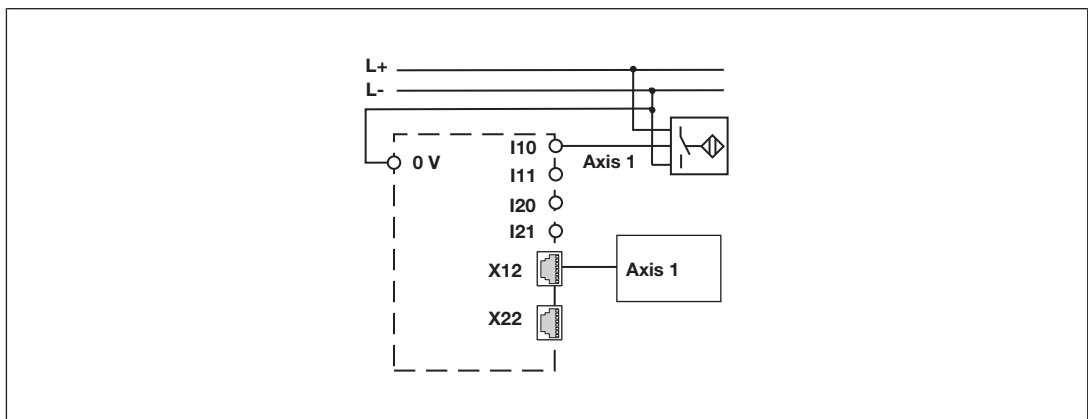 L+
L-
0 V
I10
Axis 1
I11
I20
I21
X12
Axis 1
X22